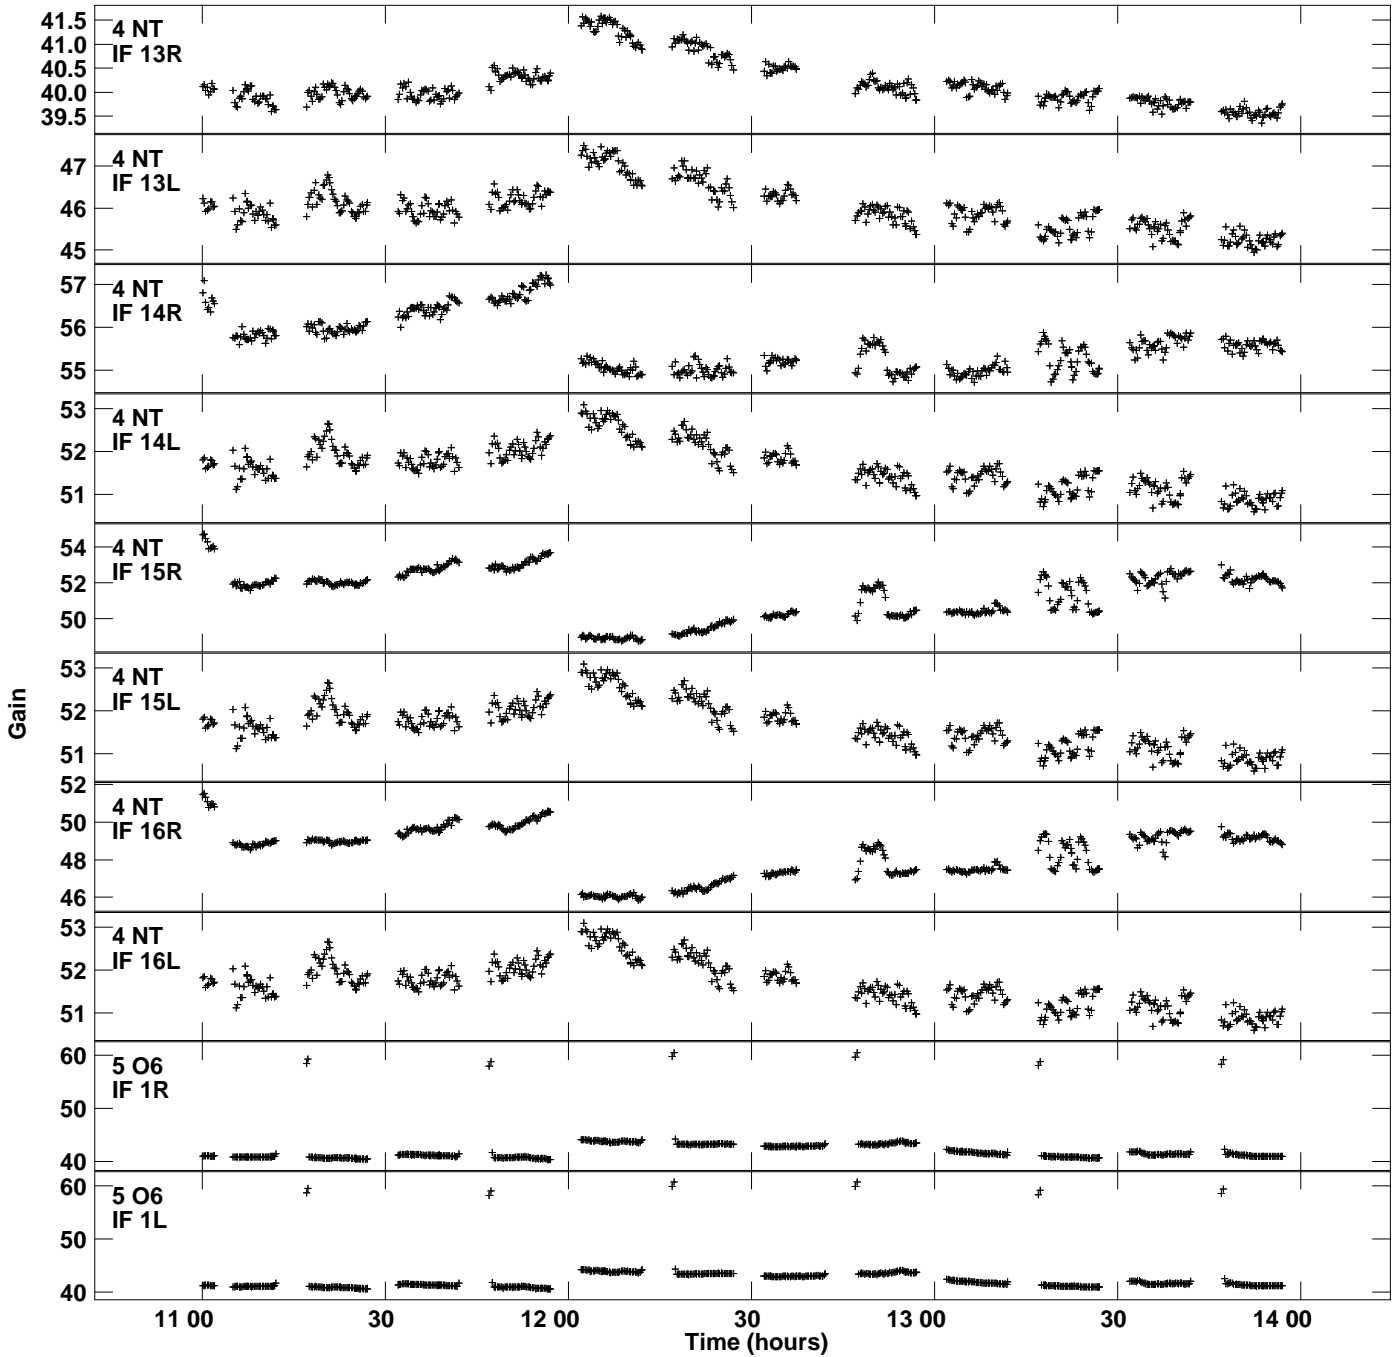 4 NT
IF 13R
41.5
41.0
40.5
40.0
39.5
4 NT
IF 13L
47
46
45
4 NT
IF 14R
57
56
55
4 NT
IF 14L
53
52
51
4 NT
IF 15R
54
52
50
4 NT
IF 15L
53
52
51
4 NT
IF 16R
52
50
48
46
4 NT
IF 16L
53
52
51
5 O6
IF 1R
60
50
40
5 O6
IF 1L
60
50
40
Gain
11 00 30 12 00 30 13 00 30 14 00
Time (hours)